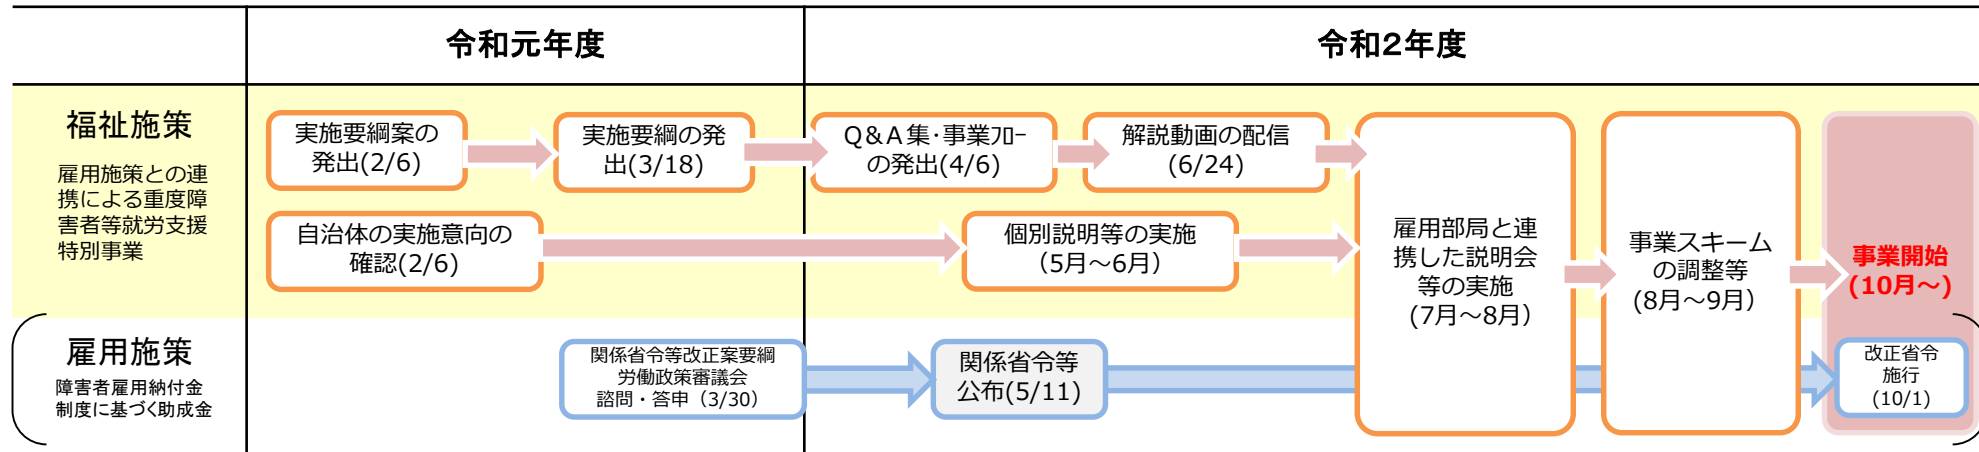 令和元年度
令和2年度
福祉施策
雇用施策との連
携による重度障
害者等就労支援
特別事業
実施要綱案の
発出(2/6)
実施要綱の発
出(3/18)
Q&A集・事業ﾌﾛｰ
の発出(4/6)
解説動画の配信
(6/24)
自治体の実施意向の
確認(2/6)
個別説明等の実施
（5月～6月）
雇用部局と連
携した説明会
等の実施
(7月～8月）
事業スキーム
の調整等
(8月～9月）
事業開始
(10月～)
雇用施策
障害者雇用納付金
制度に基づく助成金
関係省令等改正案要綱
労働政策審議会
諮問・答申（3/30）
関係省令等
公布(5/11)
改正省令
施行
(10/1)